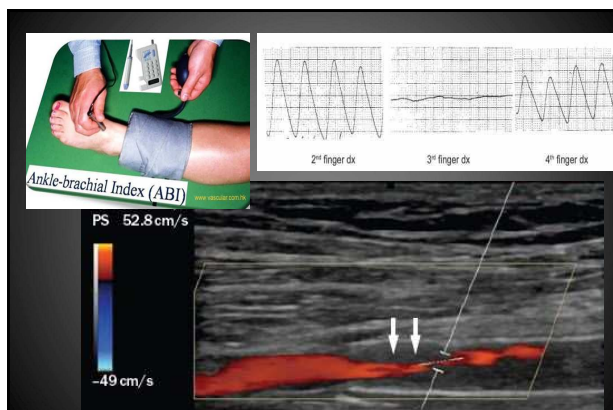 Ankle-brachial Index (ABI)
www.vascular.com.hk
2nd finger dx
3rd finger dx
4th finger dx
PS 52.8 cm/s
-49 cm/s